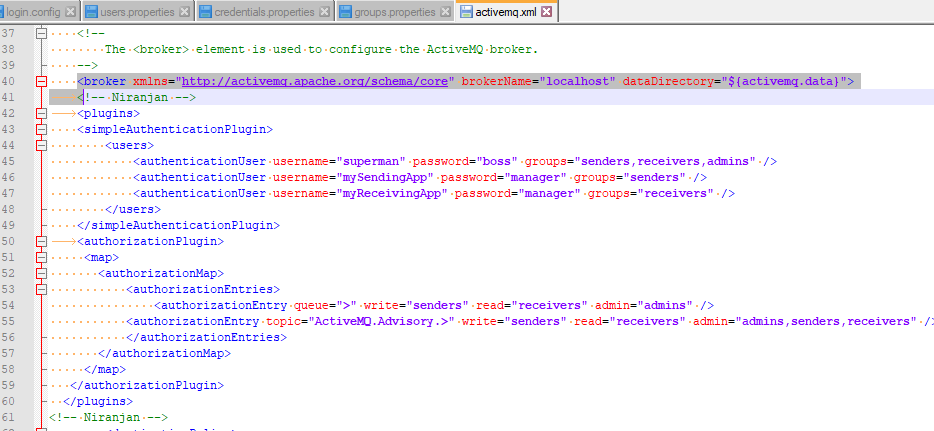 login.config users.properties credentials.properties groups.properties activemq.xml
37 <!--
38 The <broker> element is used to configure the ActiveMQ broker.
39 -->
40 <broker xmlns="http://activemq.apache.org/schema/core" brokerName="localhost" dataDirectory="${activemq.data}">
41 <!-- Niranjan -->
42 <plugins>
43 <simpleAuthenticationPlugin>
44 <users>
45 <authenticationUser username="superman" password="boss" groups="senders,receivers,admins" />
46 <authenticationUser username="mySendingApp" password="manager" groups="senders" />
47 <authenticationUser username="myReceivingApp" password="manager" groups="receivers" />
48 </users>
49 </simpleAuthenticationPlugin>
50 <authorizationPlugin>
51 <map>
52 <authorizationMap>
53 <authorizationEntries>
54 <authorizationEntry queue=">" write="senders" read="receivers" admin="admins" />
55 <authorizationEntry topic="ActiveMQ.Advisory.>" write="senders" read="receivers" admin="admins,senders,receivers" />
56 </authorizationEntries>
57 </authorizationMap>
58 </map>
59 </authorizationPlugin>
60 </plugins>
61 <!-- Niranjan -->